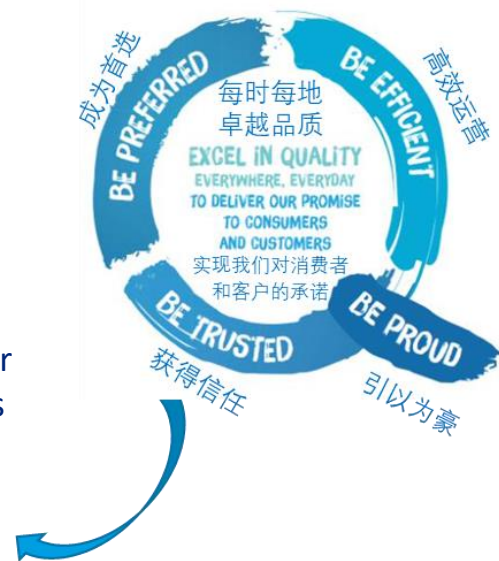 成为首选
BE PREFERRED
BE EFFICIENT
高效运营
每时每地
卓越品质
EXCEL iN QUALiTY
EVERYWHERE, EVERYDAY
TO DELIVER OUR PROMiSE
TO CONSUMERS
AND CUSTOMERS
实现我们对消费者
和客户的承诺
BE TRUSTED
获得信任
BE PROUD
引以为豪
r
s